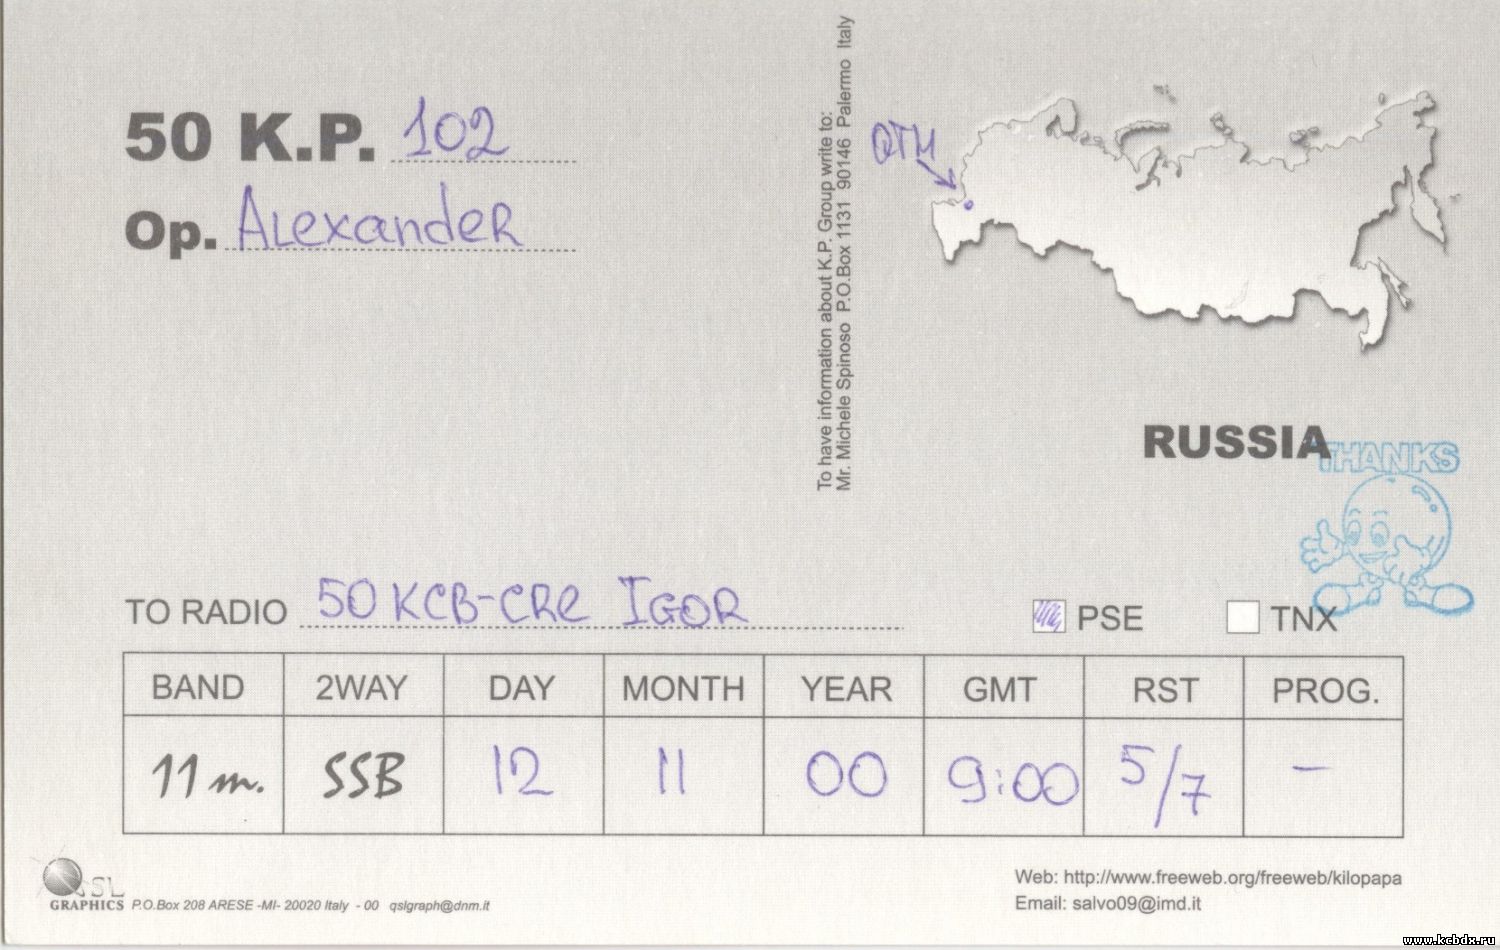 50 K.P. 102
Op. Alexander
To have information about K.P. Group write to:
Mr. Michele Spinoso P.O.Box 1131 90146 Palermo Italy
QTH
RUSSIA
THANKS
TO RADIO 50 KCB-CRE IGOR
PSE
TNX
BAND 2WAY DAY MONTH YEAR GMT RST PROG.
11 m. SSB 12 11 00 9:00 5/7 –
QSL
GRAPHICS P.O.Box 208 ARESE -MI- 20020 Italy - 00 qslgraph@dnm.it
Web: http://www.freeweb.org/freeweb/kilopapa
Email: salvo09@imd.it
www.kcbdx.ru